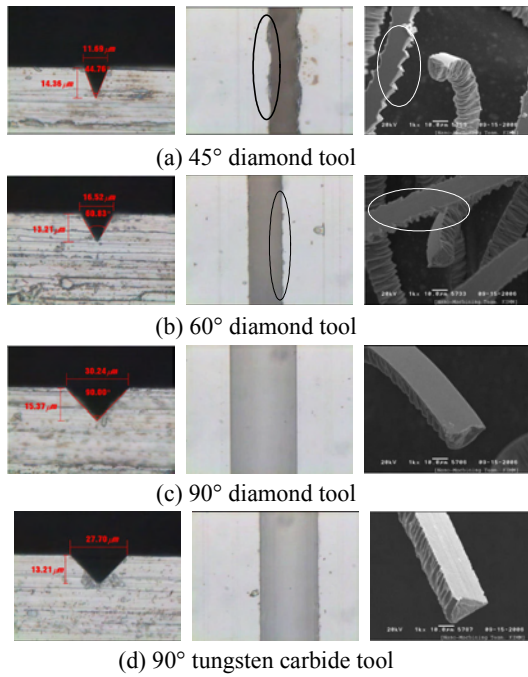 11.69 μm
44.76
14.36 μm
(a) 45° diamond tool
16.52 μm
60.83°
13.21 μm
(b) 60° diamond tool
30.24 μm
90.00°
15.37 μm
(c) 90° diamond tool
27.70 μm
13.21 μm
(d) 90° tungsten carbide tool